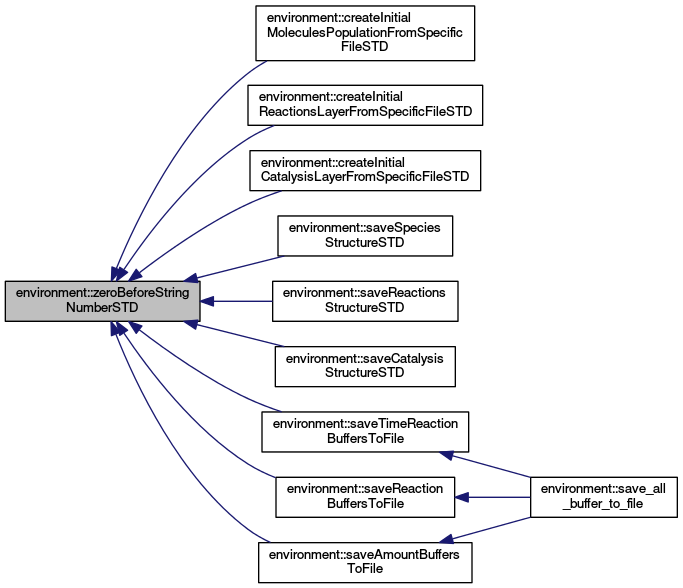 environment::createInitial
MoleculesPopulationFromSpecific
FileSTD
environment::createInitial
ReactionsLayerFromSpecificFileSTD
environment::createInitial
CatalysisLayerFromSpecificFileSTD
environment::saveSpecies
StructureSTD
environment::zeroBeforeString
NumberSTD
environment::saveReactions
StructureSTD
environment::saveCatalysis
StructureSTD
environment::saveTimeReaction
BuffersToFile
environment::saveReaction
BuffersToFile
environment::save_all
_buffer_to_file
environment::saveAmountBuffers
ToFile